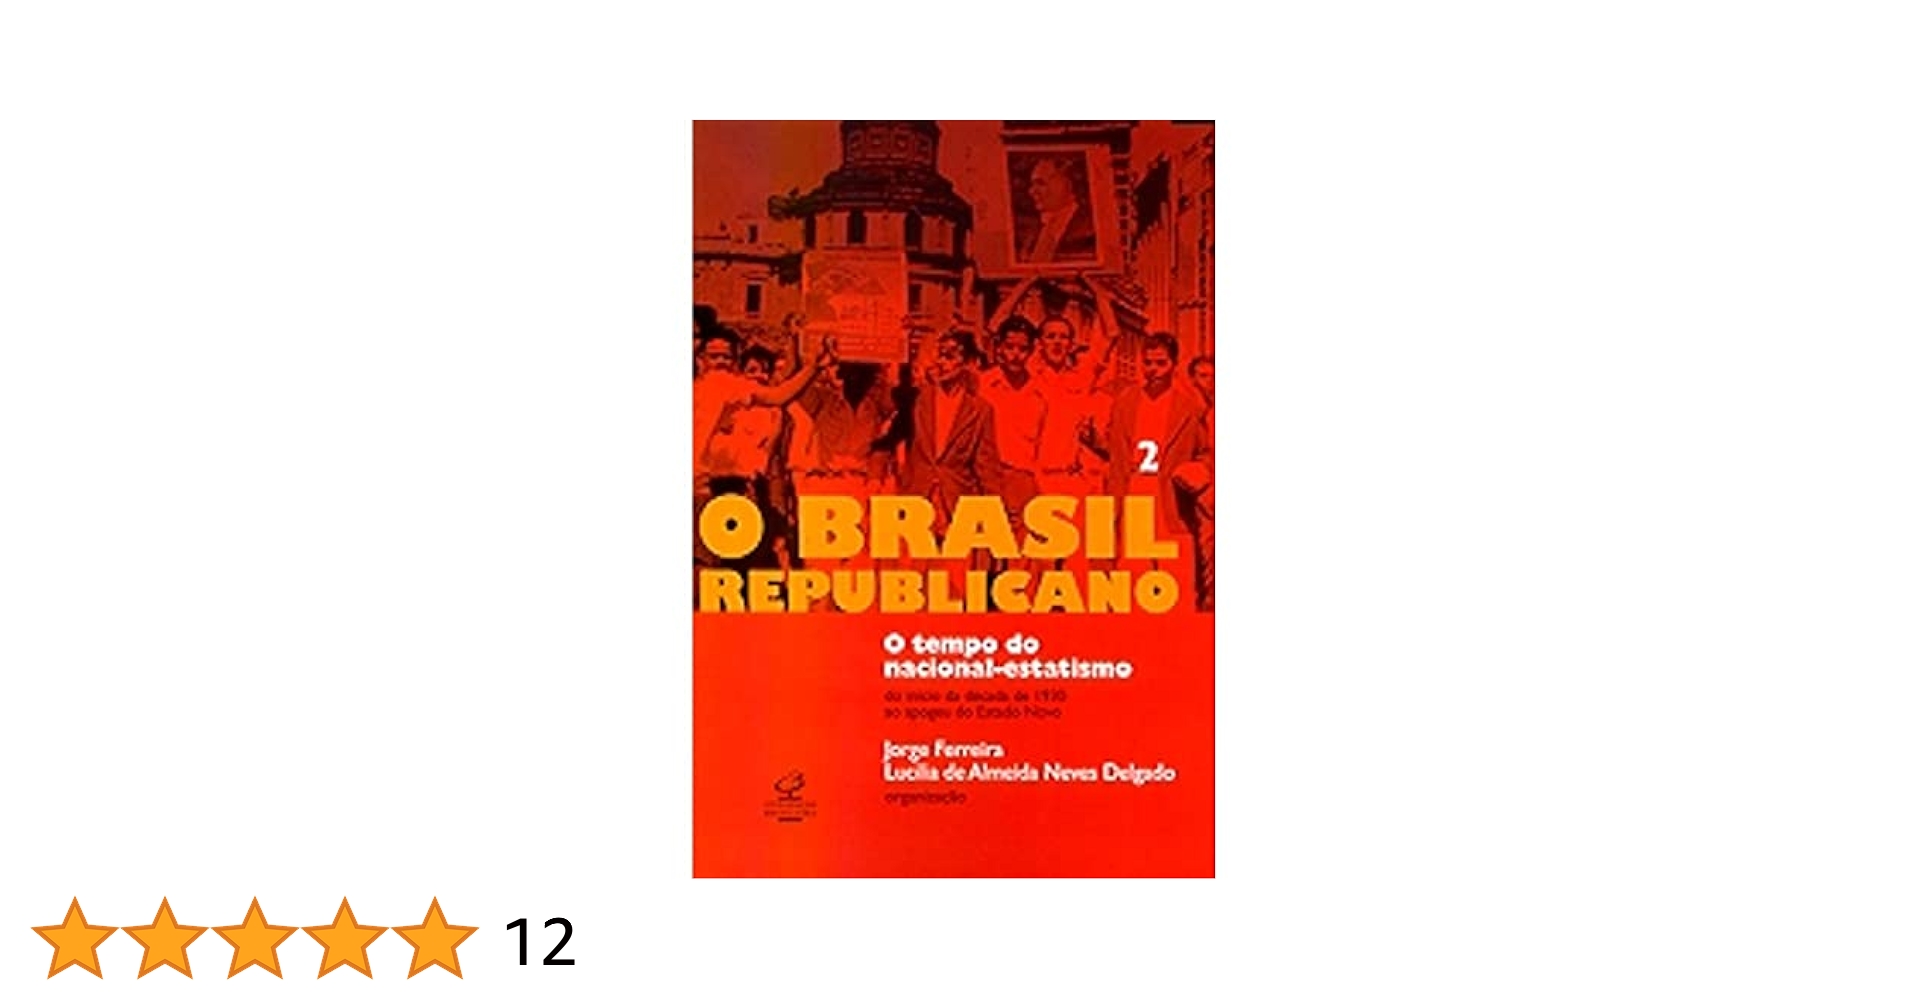 2
O BRASIL
REPUBLICANO
O tempo do
nacional-estatismo
do início da década de 1930
ao apogeu do Estado Novo
Jorge Ferreira
Lucilia de Almeida Neves Delgado
organização
12